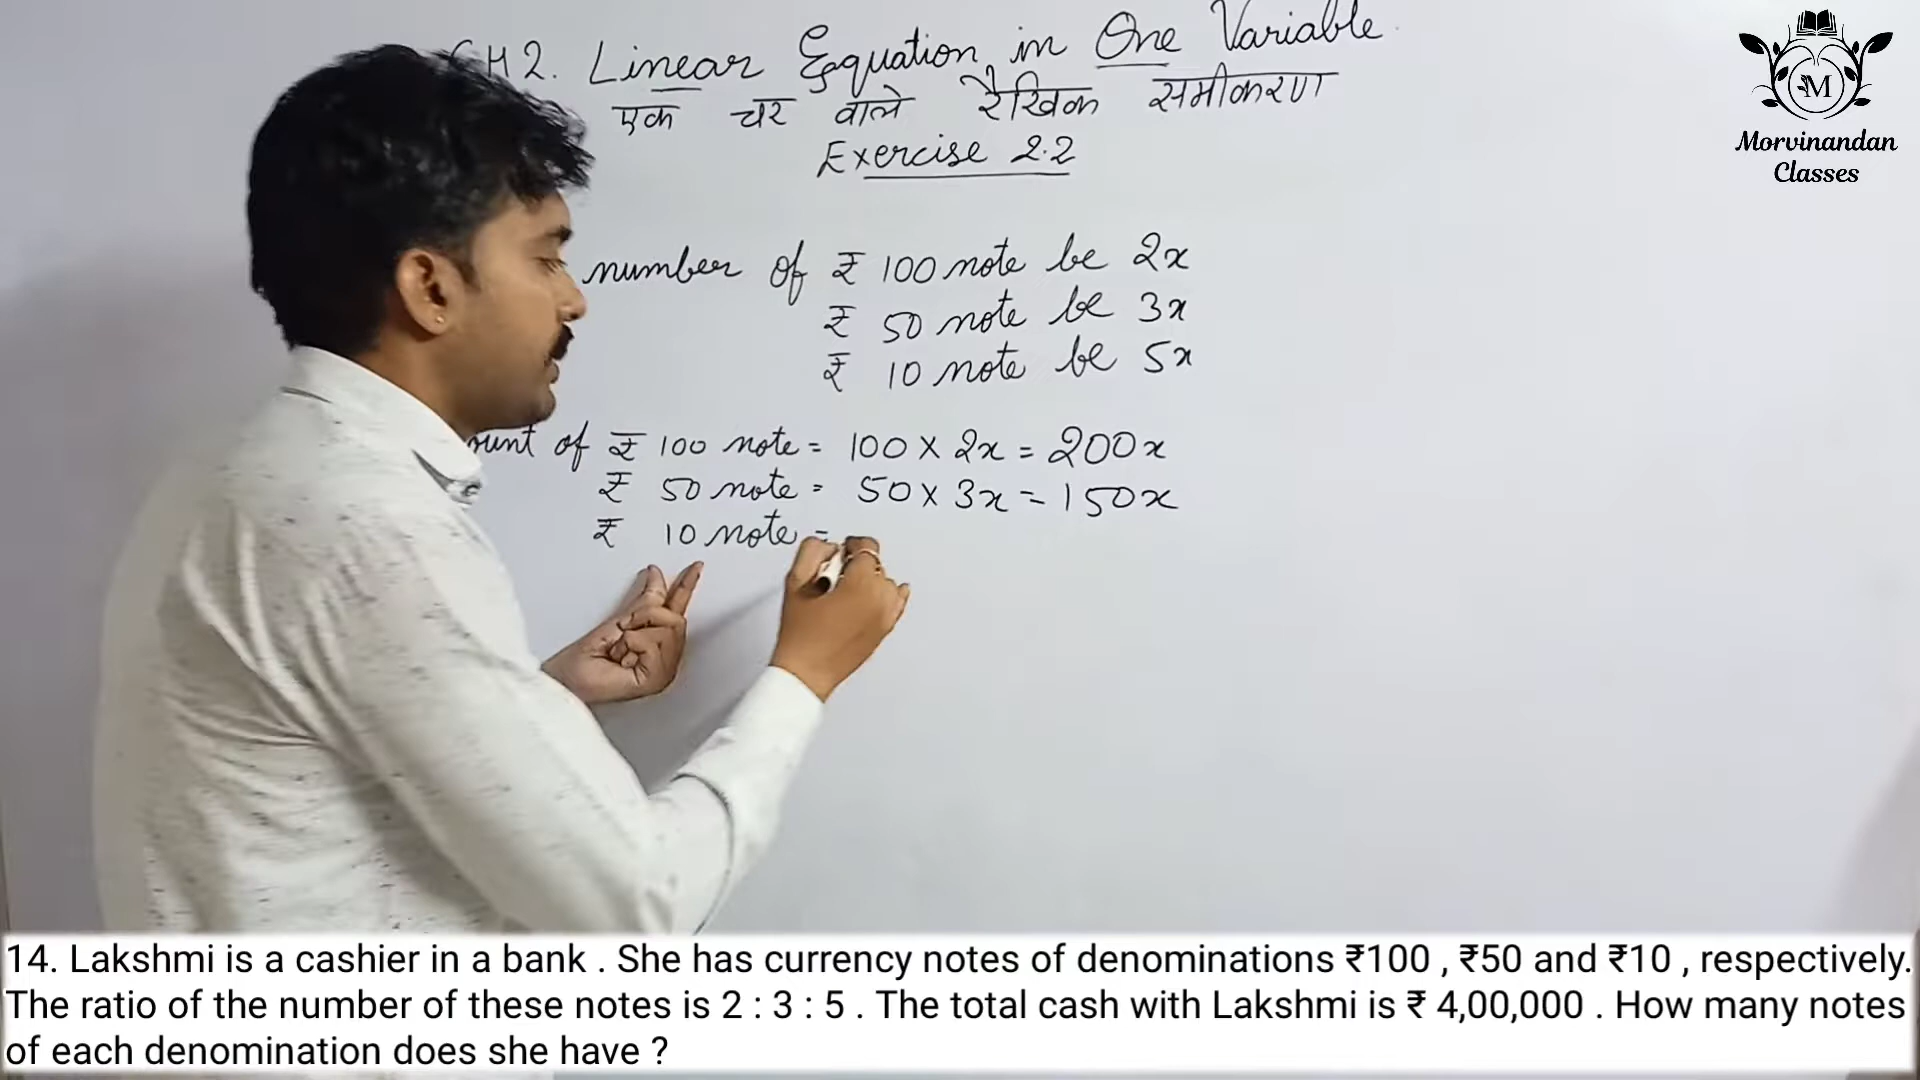 CH 2. Linear Equation in One Variable
एक चर वाले रैखिक समीकरण
Exercise 2.2
M
Morvinandan
Classes
number of ₹ 100 note be 2x
₹ 50 note be 3x
₹ 10 note be 5x
of ₹ 100 note = 100 × 2x = 200x
₹ 50 note = 50 × 3x = 150x
₹ 10 note =
14. Lakshmi is a cashier in a bank . She has currency notes of denominations ₹100 , ₹50 and ₹10 , respectively.
The ratio of the number of these notes is 2 : 3 : 5 . The total cash with Lakshmi is ₹ 4,00,000 . How many notes
of each denomination does she have ?